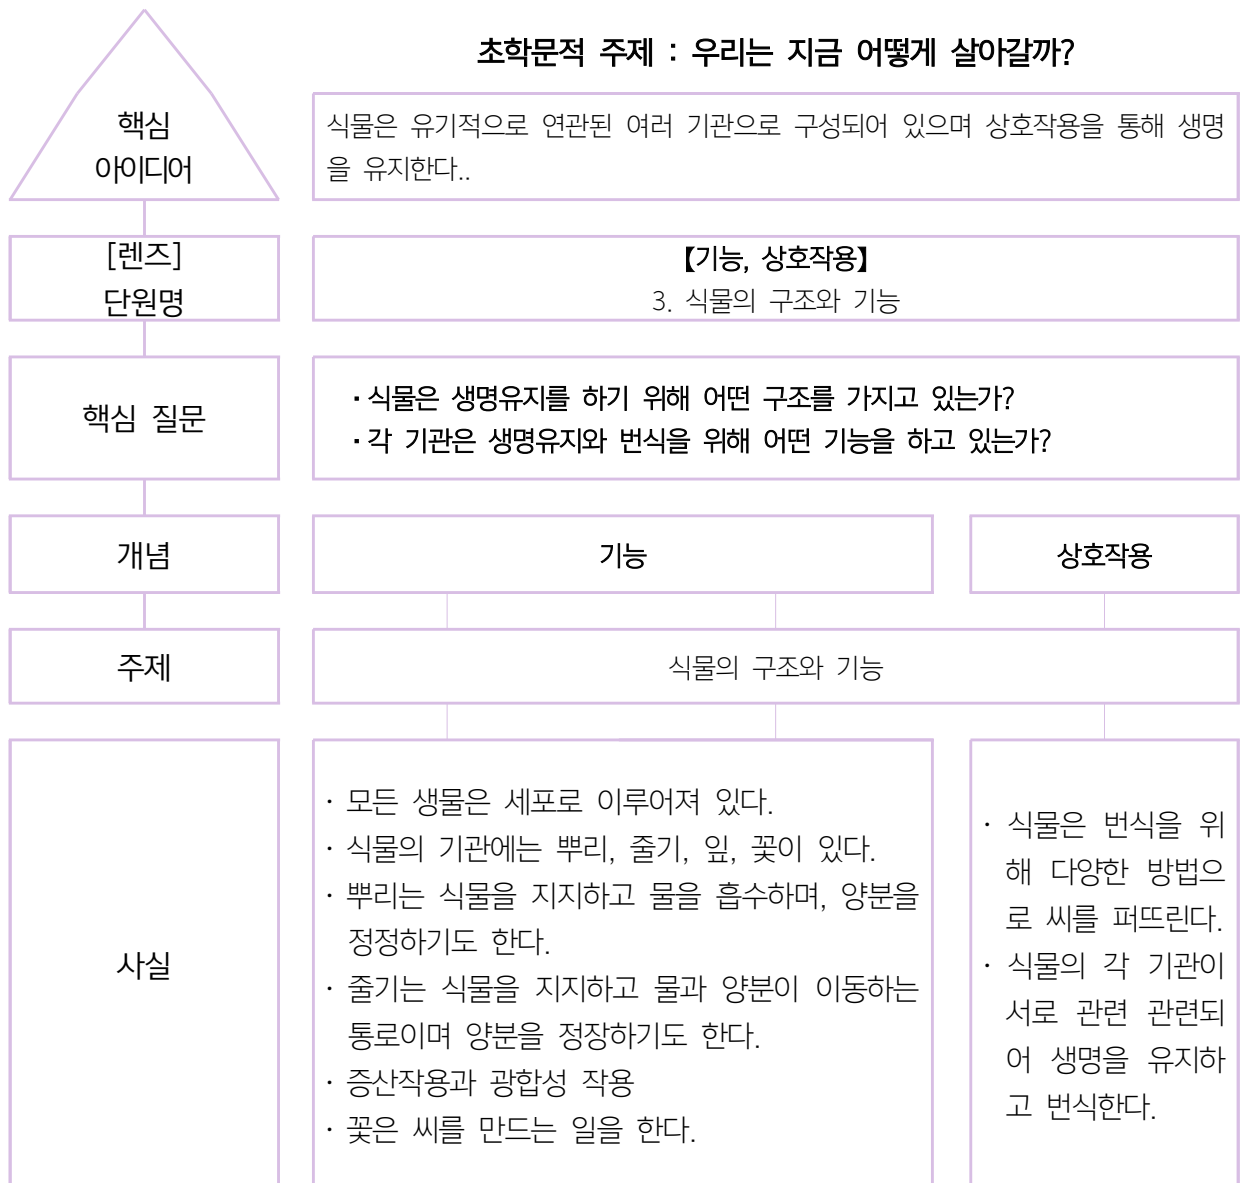 초학문적 주제 : 우리는 지금 어떻게 살아갈까?
핵심
아이디어
식물은 유기적으로 연관된 여러 기관으로 구성되어 있으며 상호작용을 통해 생명
을 유지한다..
[렌즈]
단원명
【기능, 상호작용】
3. 식물의 구조와 기능
핵심 질문
· 식물은 생명유지를 하기 위해 어떤 구조를 가지고 있는가?
· 각 기관은 생명유지와 번식을 위해 어떤 기능을 하고 있는가?
개념
기능
상호작용
주제
식물의 구조와 기능
사실
· 모든 생물은 세포로 이루어져 있다.
· 식물의 기관에는 뿌리, 줄기, 잎, 꽃이 있다.
· 뿌리는 식물을 지지하고 물을 흡수하며, 양분을
정정하기도 한다.
· 줄기는 식물을 지지하고 물과 양분이 이동하는
통로이며 양분을 정장하기도 한다.
· 증산작용과 광합성 작용
· 꽃은 씨를 만드는 일을 한다.
· 식물은 번식을 위
해 다양한 방법으
로 씨를 퍼뜨린다.
· 식물의 각 기관이
서로 관련 관련되
어 생명을 유지하
고 번식한다.